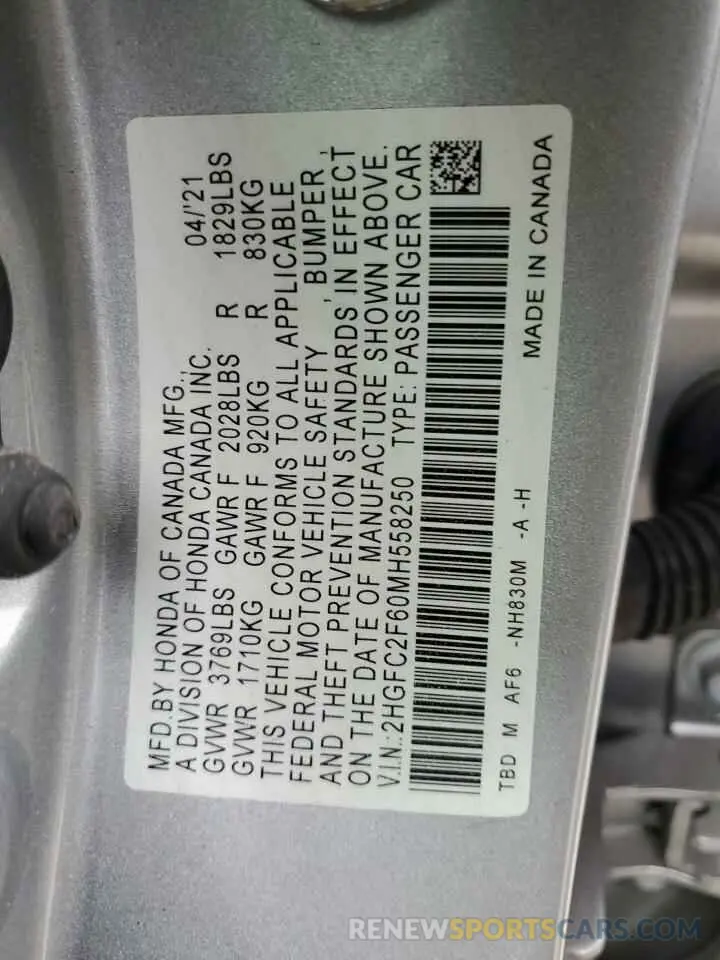 MFD.BY HONDA OF CANADA MFG., 04/'21
A DIVISION OF HONDA CANADA INC.
GVWR 3769LBS GAWR F 2028LBS R 1829LBS
GVWR 1710KG GAWR F 920KG R 830KG
THIS VEHICLE CONFORMS TO ALL APPLICABLE
FEDERAL MOTOR VEHICLE SAFETY , BUMPER ,
AND THEFT PREVENTION STANDARDS IN EFFECT
ON THE DATE OF MANUFACTURE SHOWN ABOVE.
V.I.N.:2HGFC2F60MH558250 TYPE: PASSENGER CAR
TBD M AF6 -NH830M -A -H MADE IN CANADA
RENEWSPORTSCARS.COM